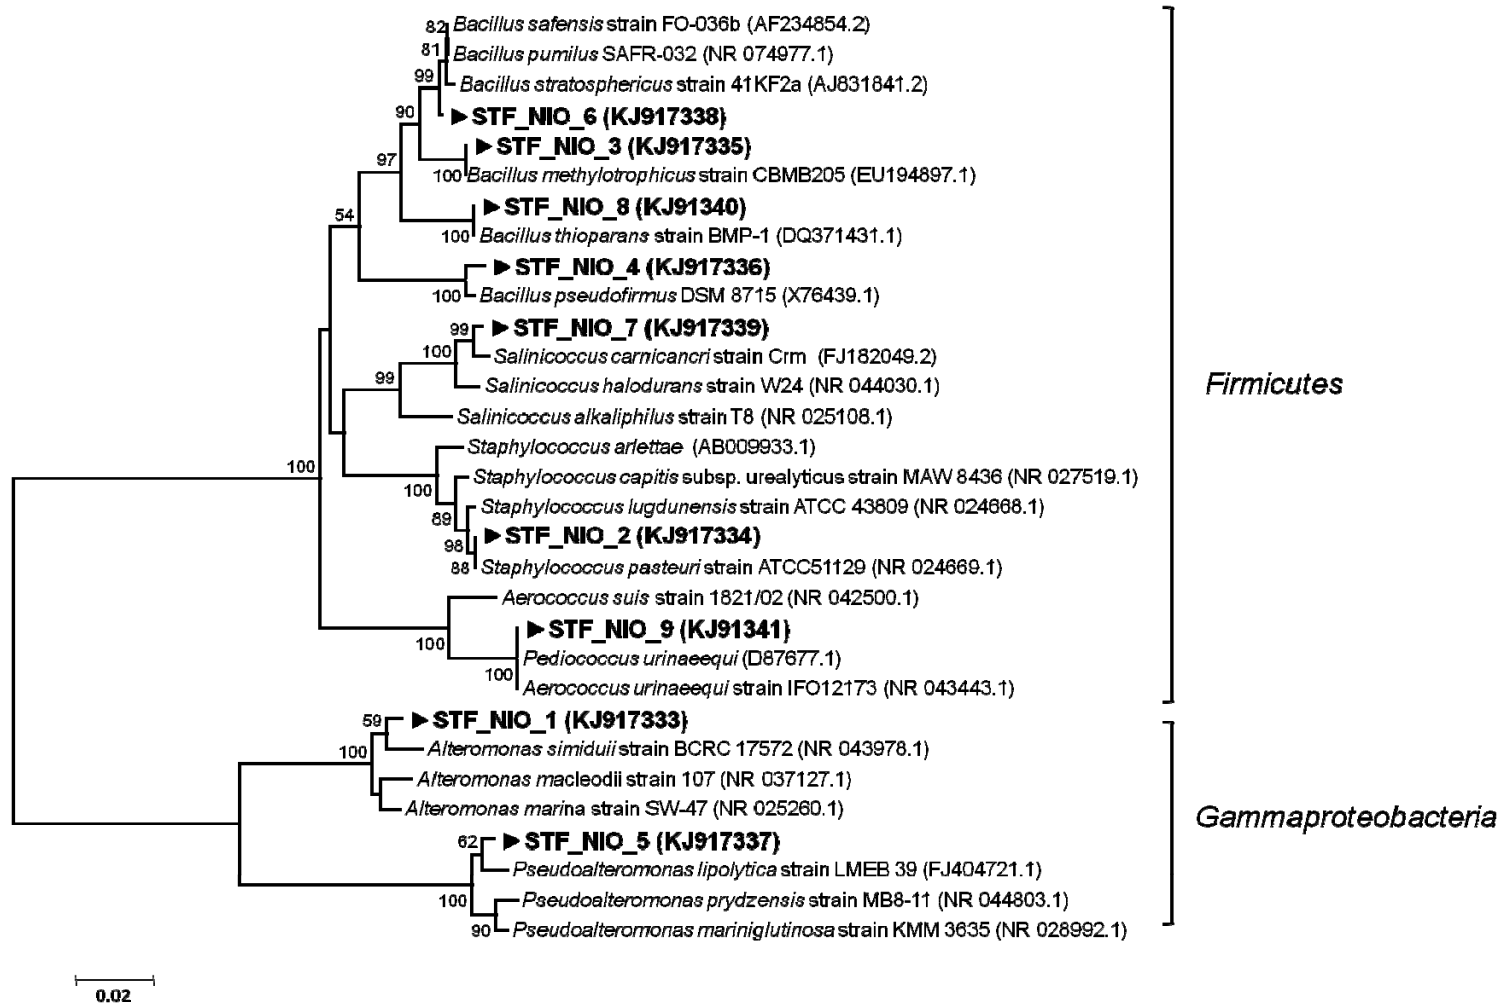 82 Bacillus safensis strain FO-036b (AF234854.2)
81 Bacillus pumilus SAFR-032 (NR 074977.1)
99 Bacillus stratosphericus strain 41KF2a (AJ831841.2)
90 STF_NIO_6 (KJ917338)
STF_NIO_3 (KJ917335)
97
100 Bacillus methylotrophicus strain CBMB205 (EU194897.1)
54 STF_NIO_8 (KJ91340)
100 Bacillus thioparans strain BMP-1 (DQ371431.1)
STF_NIO_4 (KJ917336)
100 Bacillus pseudofirmus DSM 8715 (X76439.1)
99 STF_NIO_7 (KJ917339)
100 Salinicoccus carnicancri strain Crm (FJ182049.2)
99 Salinicoccus halodurans strain W24 (NR 044030.1)
Firmicutes
Salinicoccus alkaliphilus strain T8 (NR 025108.1)
Staphylococcus arlettae (AB009933.1)
100
Staphylococcus capitis subsp. urealyticus strain MAW 8436 (NR 027519.1)
100
Staphylococcus lugdunensis strain ATCC 43809 (NR 024668.1)
89
STF_NIO_2 (KJ917334)
98
88 Staphylococcus pasteuri strain ATCC51129 (NR 024669.1)
Aerococcus suis strain 1821/02 (NR 042500.1)
STF_NIO_9 (KJ91341)
100
Pediococcus urinaeequi (D87677.1)
100
Aerococcus urinaeequi strain IFO12173 (NR 043443.1)
59 STF_NIO_1 (KJ917333)
100 Alteromonas simiduii strain BCRC 17572 (NR 043978.1)
Alteromonas macleodii strain 107 (NR 037127.1)
Alteromonas marina strain SW-47 (NR 025260.1)
Gammaproteobacteria
62 STF_NIO_5 (KJ917337)
Pseudoalteromonas lipolytica strain LMEB 39 (FJ404721.1)
100 Pseudoalteromonas prydzensis strain MB8-11 (NR 044803.1)
90 Pseudoalteromonas mariniglutinosa strain KMM 3635 (NR 028992.1)
0.02